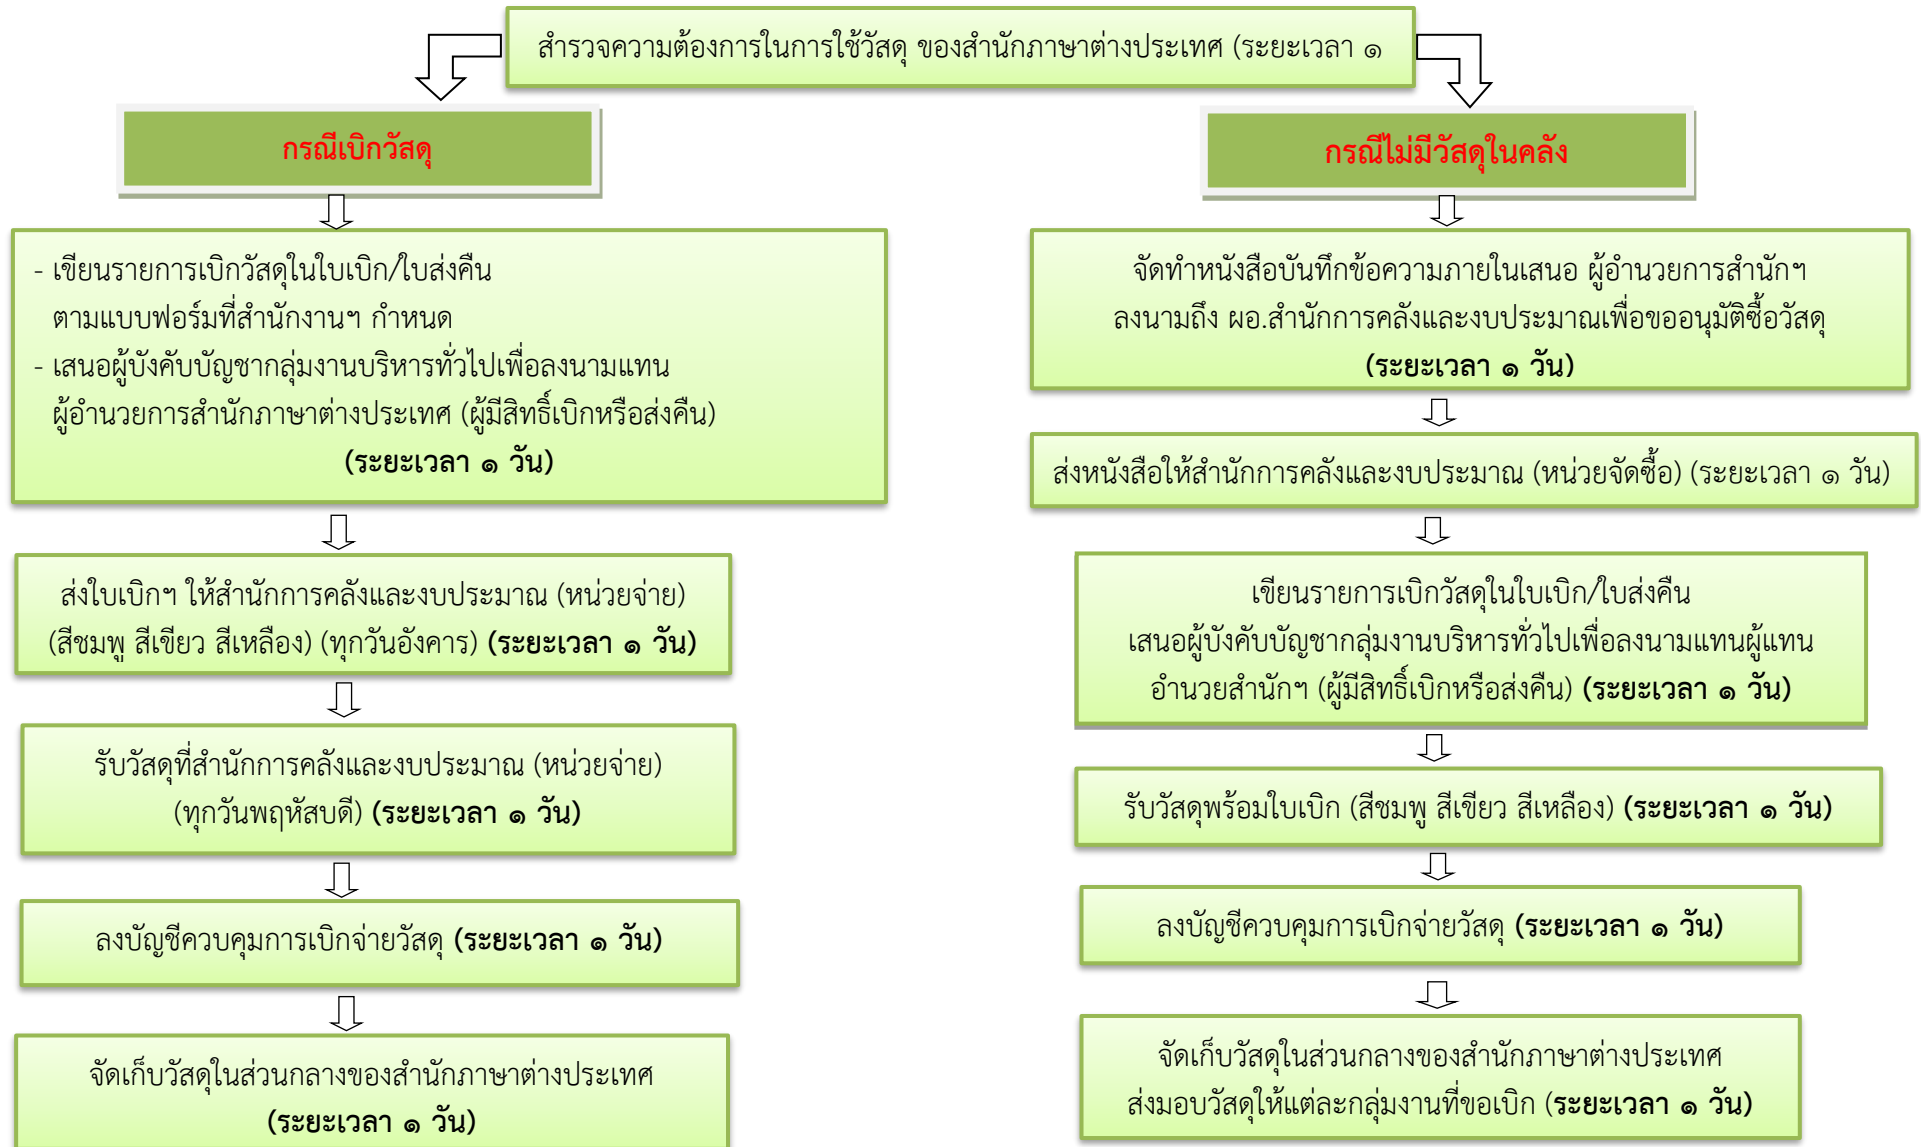 สำรวจความต้องการในการใช้วัสดุ ของสำนักภาษาต่างประเทศ (ระยะเวลา ๑
กรณีเบิกวัสดุ
- เขียนรายการเบิกวัสดุในใบเบิก/ใบส่งคืน
ตามแบบฟอร์มที่สำนักงานฯ กำหนด
- เสนอผู้บังคับบัญชากลุ่มงานบริหารทั่วไปเพื่อลงนามแทน
ผู้อำนวยการสำนักภาษาต่างประเทศ (ผู้มีสิทธิ์เบิกหรือส่งคืน)
(ระยะเวลา ๑ วัน)
ส่งใบเบิกฯ ให้สำนักการคลังและงบประมาณ (หน่วยจ่าย)
(สีชมพู สีเขียว สีเหลือง) (ทุกวันอังคาร) (ระยะเวลา ๑ วัน)
รับวัสดุที่สำนักการคลังและงบประมาณ (หน่วยจ่าย)
(ทุกวันพฤหัสบดี) (ระยะเวลา ๑ วัน)
ลงบัญชีควบคุมการเบิกจ่ายวัสดุ (ระยะเวลา ๑ วัน)
จัดเก็บวัสดุในส่วนกลางของสำนักภาษาต่างประเทศ
(ระยะเวลา ๑ วัน)
กรณีไม่มีวัสดุในคลัง
จัดทำหนังสือบันทึกข้อความภายในเสนอ ผู้อำนวยการสำนักฯ
ลงนามถึง ผอ.สำนักการคลังและงบประมาณเพื่อขออนุมัติซื้อวัสดุ
(ระยะเวลา ๑ วัน)
ส่งหนังสือให้สำนักการคลังและงบประมาณ (หน่วยจัดซื้อ) (ระยะเวลา ๑ วัน)
เขียนรายการเบิกวัสดุในใบเบิก/ใบส่งคืน
เสนอผู้บังคับบัญชากลุ่มงานบริหารทั่วไปเพื่อลงนามแทนผู้แทน
อำนวยสำนักฯ (ผู้มีสิทธิ์เบิกหรือส่งคืน) (ระยะเวลา ๑ วัน)
รับวัสดุพร้อมใบเบิก (สีชมพู สีเขียว สีเหลือง) (ระยะเวลา ๑ วัน)
ลงบัญชีควบคุมการเบิกจ่ายวัสดุ (ระยะเวลา ๑ วัน)
จัดเก็บวัสดุในส่วนกลางของสำนักภาษาต่างประเทศ
ส่งมอบวัสดุให้แต่ละกลุ่มงานที่ขอเบิก (ระยะเวลา ๑ วัน)